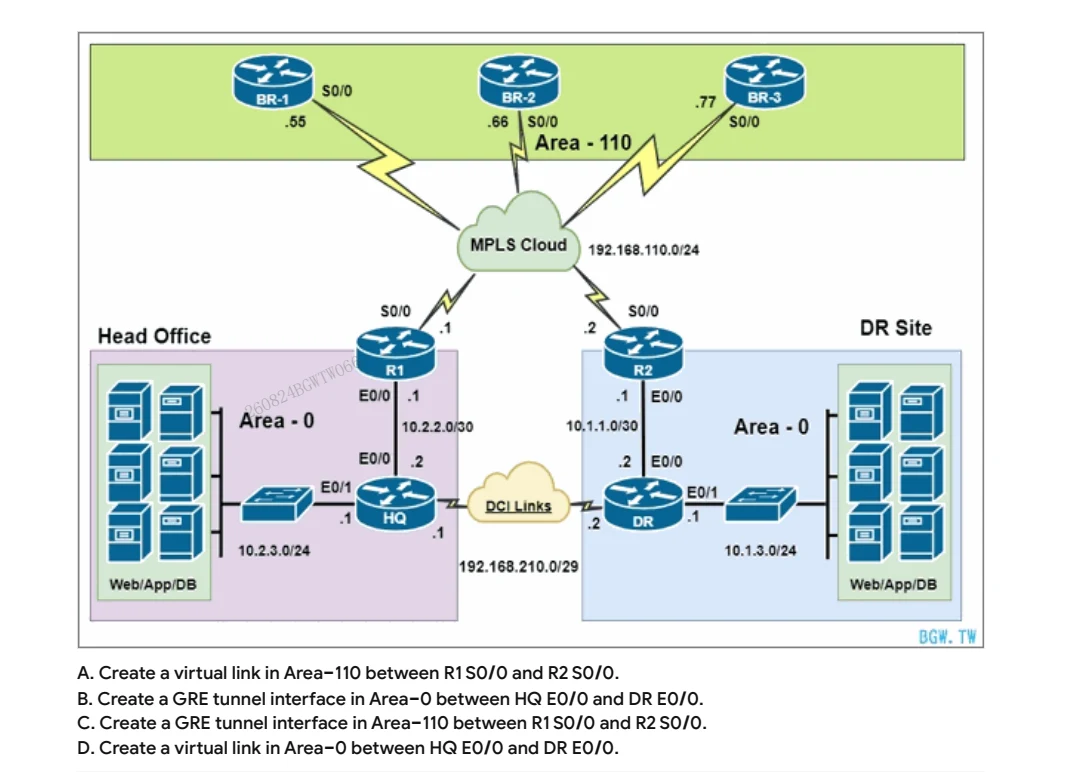 BR-1
S0/0
.55
BR-2
.66 S0/0
BR-3
.77
S0/0
Area - 110
MPLS Cloud
192.168.110.0/24
S0/0
.1
S0/0
.2
Head Office
DR Site
R1
R2
E0/0 .1
.1 E0/0
Area - 0
10.2.2.0/30
10.1.1.0/30
Area - 0
E0/0 .2
.2 E0/0
E0/1
.1
HQ
.1
DCI Links
.2
DR
E0/1
.1
10.2.3.0/24
192.168.210.0/29
10.1.3.0/24
Web/App/DB
Web/App/DB
BGW.TW
A. Create a virtual link in Area-110 between R1 S0/0 and R2 S0/0.
B. Create a GRE tunnel interface in Area-0 between HQ E0/0 and DR E0/0.
C. Create a GRE tunnel interface in Area-110 between R1 S0/0 and R2 S0/0.
D. Create a virtual link in Area-0 between HQ E0/0 and DR E0/0.